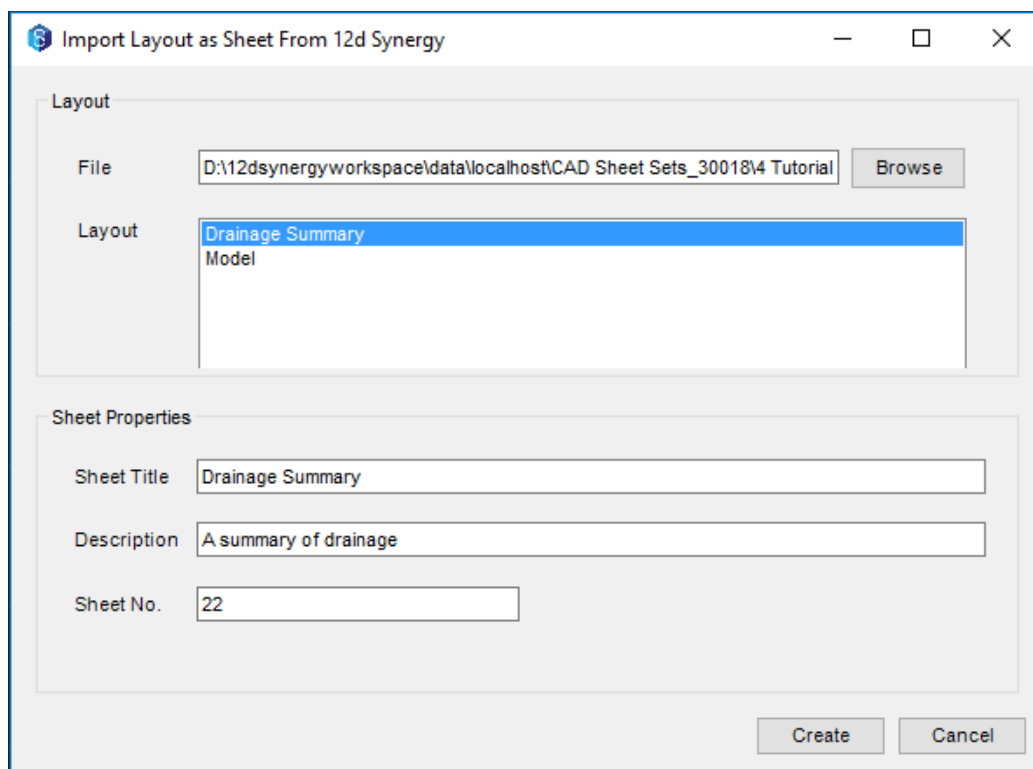 Import Layout as Sheet From 12d Synergy
Layout
File D:\12dsynergyworkspace\data\localhost\CAD Sheet Sets_30018\4 Tutorial Browse
Layout Drainage Summary
Model
Sheet Properties
Sheet Title Drainage Summary
Description A summary of drainage
Sheet No. 22
Create Cancel